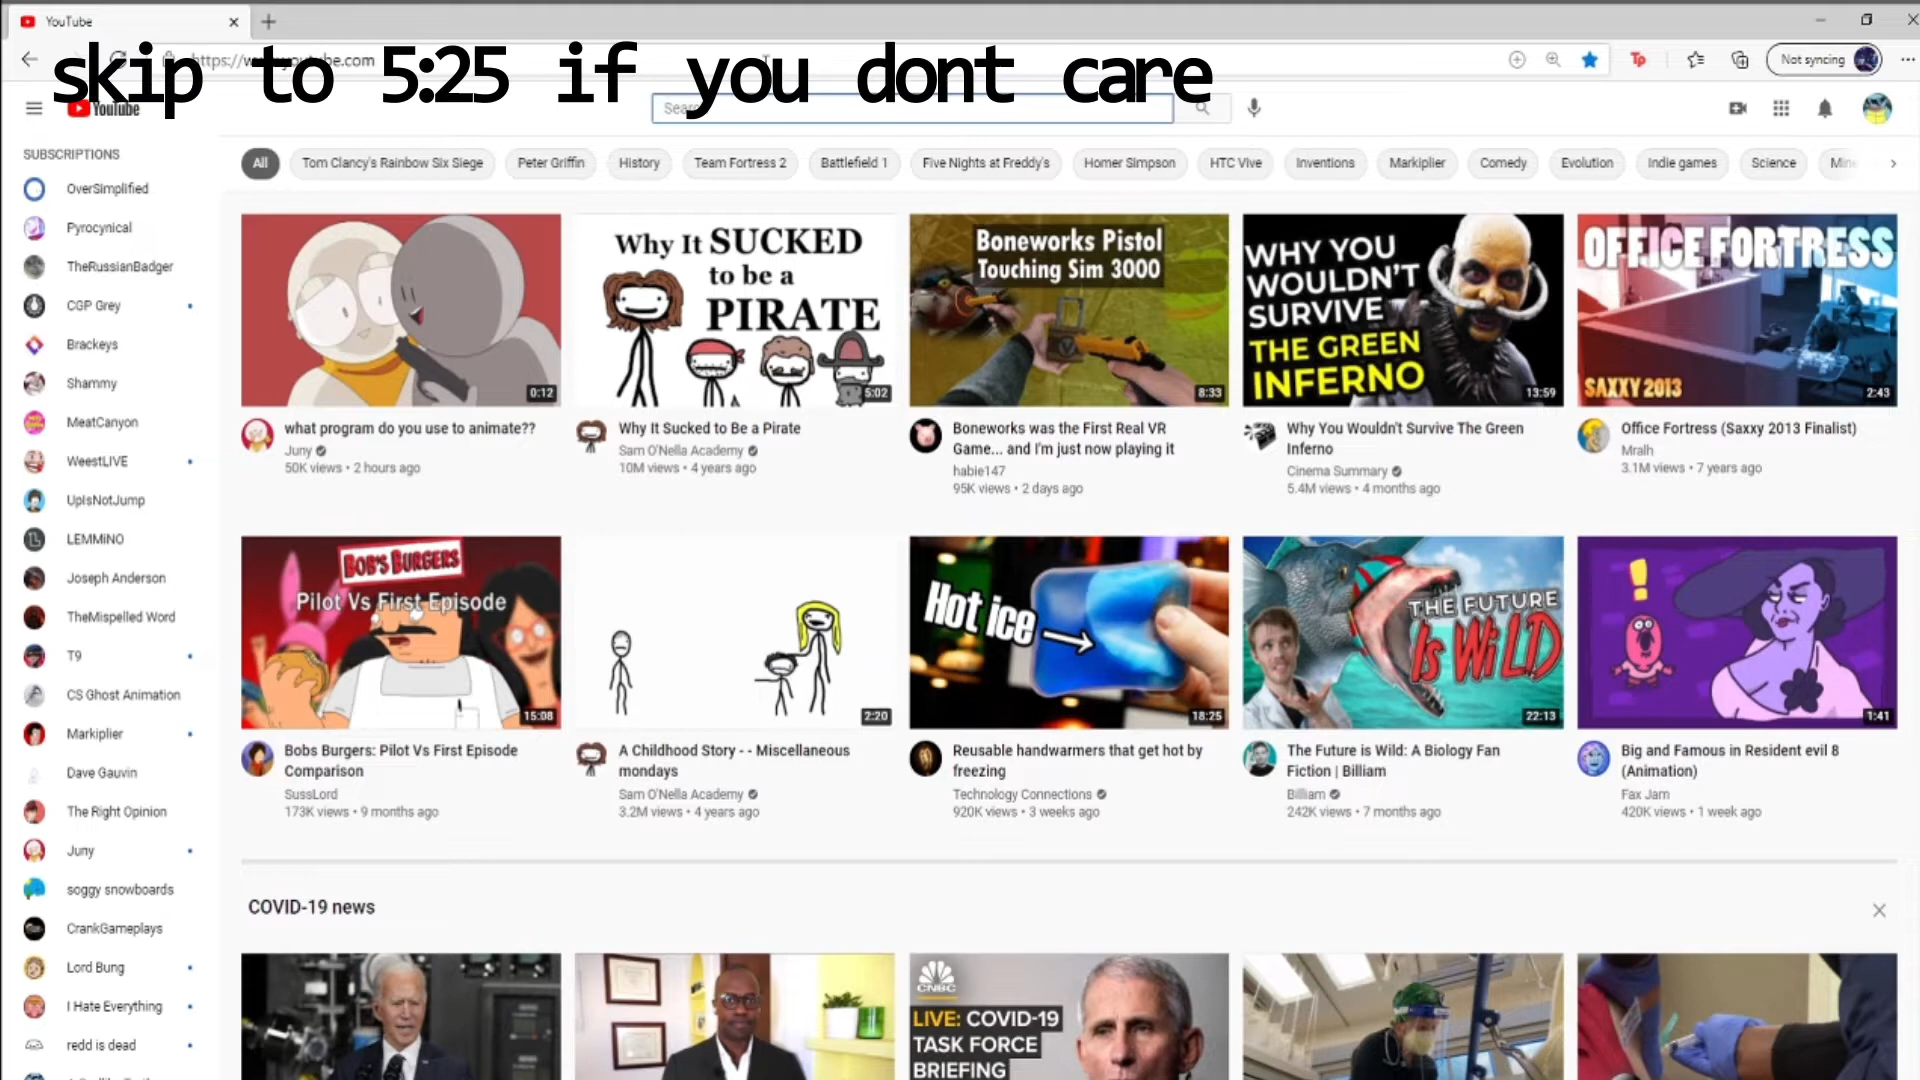 YouTube
skip to 5:25 if you dont care
Not syncing
YouTube
SUBSCRIPTIONS
OverSimplified
Pyrocynical
TheRussianBadger
CGP Grey
Brackeys
Shammy
MeatCanyon
WeestLIVE
UpIsNotJump
LEMMiNO
Joseph Anderson
TheMispelled Word
T9
CS Ghost Animation
Markiplier
Dave Gauvin
The Right Opinion
Juny
soggy snowboards
CrankGameplays
Lord Bung
I Hate Everything
redd is dead
All
Tom Clancy's Rainbow Six Siege
Peter Griffin
History
Team Fortress 2
Battlefield 1
Five Nights at Freddy's
Homer Simpson
HTC Vive
Inventions
Markiplier
Comedy
Evolution
Indie games
Science
0:12
what program do you use to animate??
Juny
50K views • 2 hours ago
Why It SUCKED
to be a
PIRATE
5:02
Why It Sucked to Be a Pirate
Sam O'Nella Academy
10M views • 4 years ago
Boneworks Pistol
Touching Sim 3000
8:33
Boneworks was the First Real VR
Game... and I'm just now playing it
habie147
95K views • 2 days ago
WHY YOU
WOULDN'T
SURVIVE
THE GREEN
INFERNO
13:59
Why You Wouldn't Survive The Green
Inferno
Cinema Summary
5.4M views • 4 months ago
OFFICE FORTRESS
SAXXY 2013
2:43
Office Fortress (Saxxy 2013 Finalist)
Mralh
3.1M views • 7 years ago
BOB'S BURGERS
Pilot Vs First Episode
15:08
Bobs Burgers: Pilot Vs First Episode
Comparison
SussLord
173K views • 9 months ago
2:20
A Childhood Story - - Miscellaneous
mondays
Sam O'Nella Academy
3.2M views • 4 years ago
Hot ice
18:25
Reusable handwarmers that get hot by
freezing
Technology Connections
920K views • 3 weeks ago
THE FUTURE
IS WILD
22:13
The Future is Wild: A Biology Fan
Fiction | Billiam
Billiam
242K views • 7 months ago
!
1:41
Big and Famous in Resident evil 8
(Animation)
Fax Jam
420K views • 1 week ago
COVID-19 news
CNBC
LIVE: COVID-19
TASK FORCE
BRIEFING